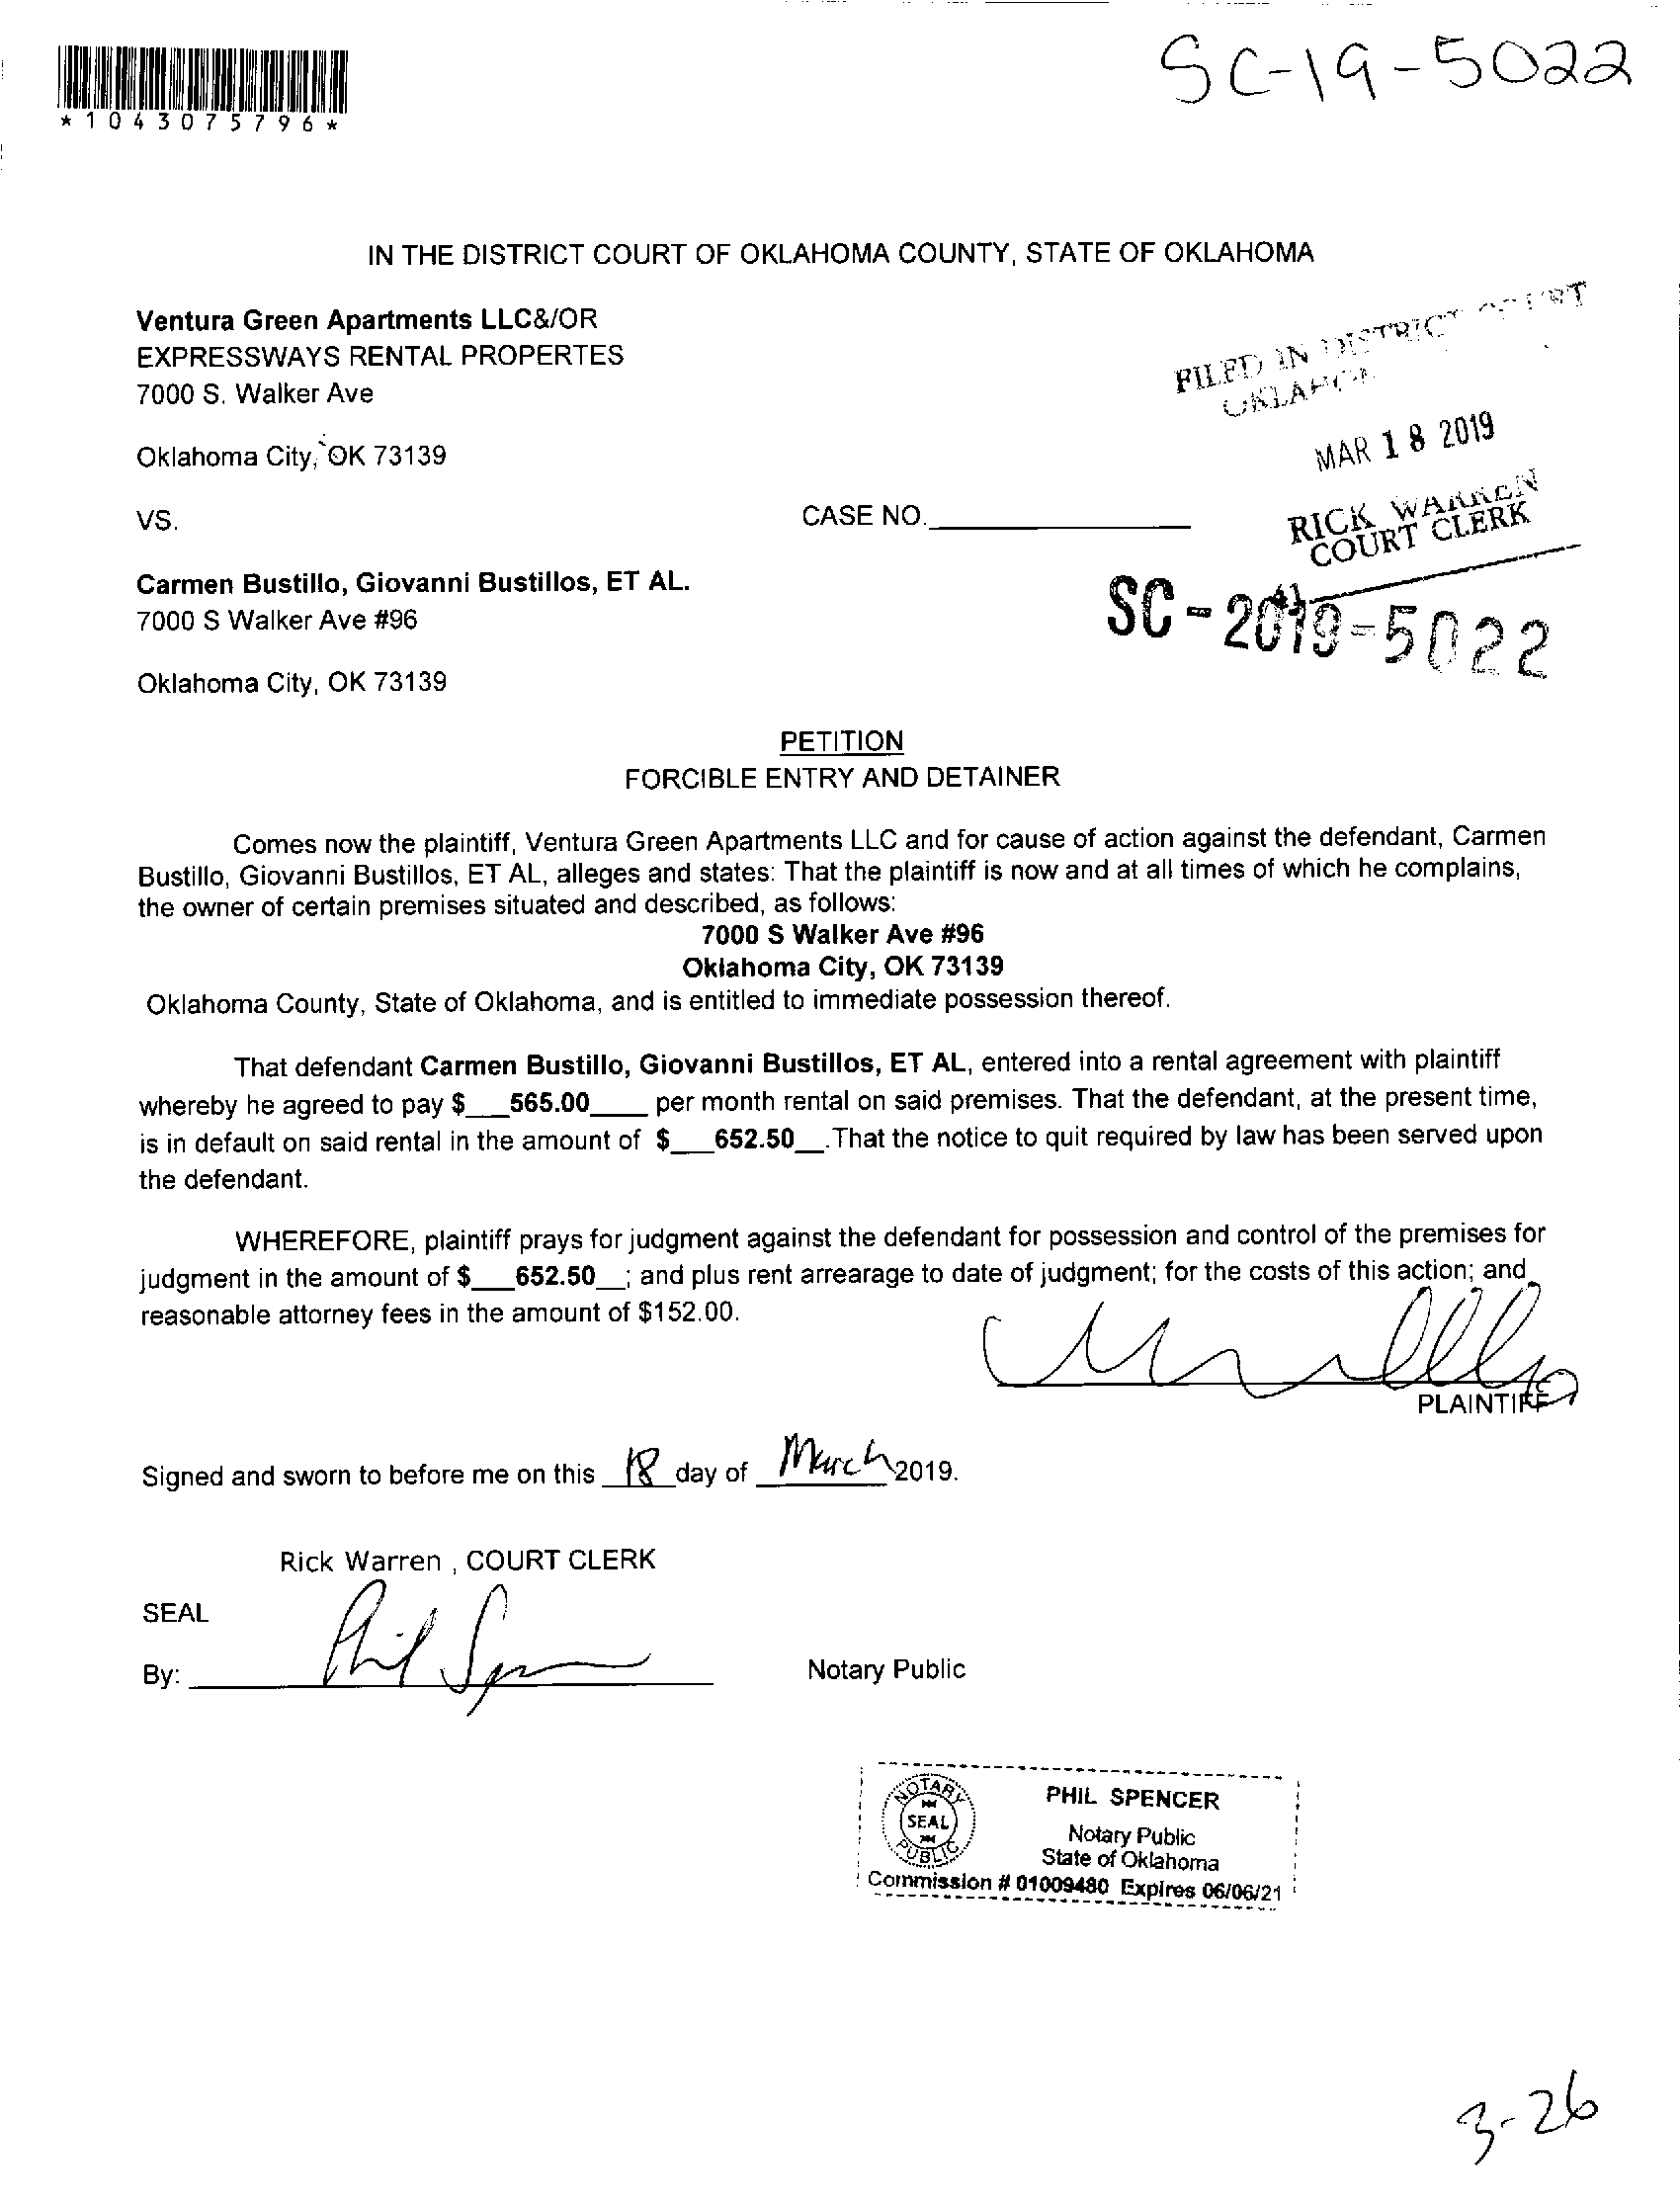 SC-19-5022
*1043075796*
IN THE DISTRICT COURT OF OKLAHOMA COUNTY, STATE OF OKLAHOMA
Ventura Green Apartments LLC&/OR
EXPRESSWAYS RENTAL PROPERTES
7000 S. Walker Ave
FILED IN DISTRICT COURT
Oklahoma City, OK 73139
MAR 18 2019
VS.
CASE NO.
RICK WARREN
COURT CLERK
Carmen Bustillo, Giovanni Bustillos, ET AL.
7000 S Walker Ave #96
SC-2019-5022
Oklahoma City, OK 73139
PETITION
FORCIBLE ENTRY AND DETAINER
Comes now the plaintiff, Ventura Green Apartments LLC and for cause of action against the defendant, Carmen
Bustillo, Giovanni Bustillos, ET AL, alleges and states: That the plaintiff is now and at all times of which he complains,
the owner of certain premises situated and described, as follows:
7000 S Walker Ave #96
Oklahoma City, OK 73139
Oklahoma County, State of Oklahoma, and is entitled to immediate possession thereof.
That defendant Carmen Bustillo, Giovanni Bustillos, ET AL, entered into a rental agreement with plaintiff
whereby he agreed to pay $___565.00____ per month rental on said premises. That the defendant, at the present time,
is in default on said rental in the amount of $___652.50__.That the notice to quit required by law has been served upon
the defendant.
WHEREFORE, plaintiff prays for judgment against the defendant for possession and control of the premises for
judgment in the amount of $___652.50__; and plus rent arrearage to date of judgment; for the costs of this action; and
reasonable attorney fees in the amount of $152.00.
PLAINTIFF
Signed and sworn to before me on this 18 day of March 2019.
Rick Warren , COURT CLERK
SEAL
By: Phil Spencer
Notary Public
NOTARY PUBLIC
SEAL
PHIL SPENCER
Notary Public
State of Oklahoma
Commission # 01009480 Expires 06/06/21
3-26